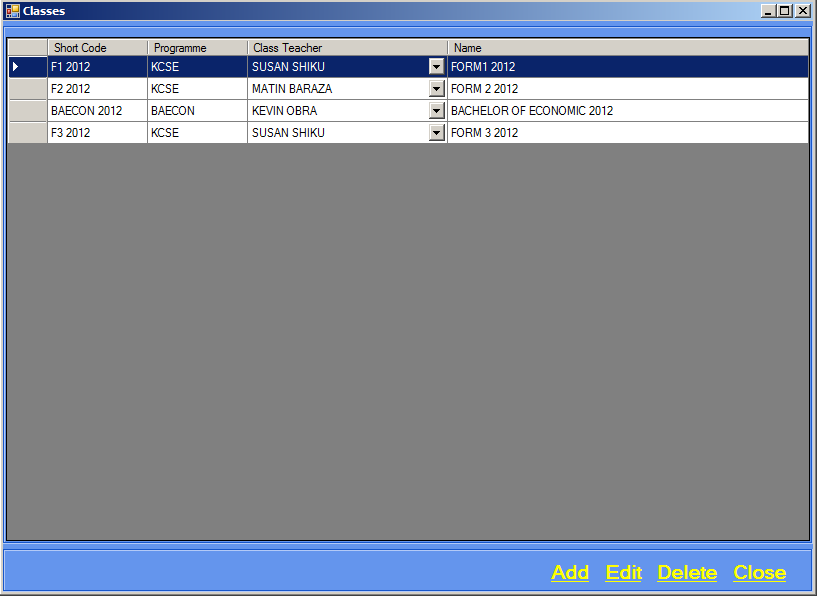 Classes
Short Code Programme Class Teacher Name
F1 2012 KCSE SUSAN SHIKU FORM1 2012
F2 2012 KCSE MATIN BARAZA FORM 2 2012
BAECON 2012 BAECON KEVIN OBRA BACHELOR OF ECONOMIC 2012
F3 2012 KCSE SUSAN SHIKU FORM 3 2012
Add Edit Delete Close